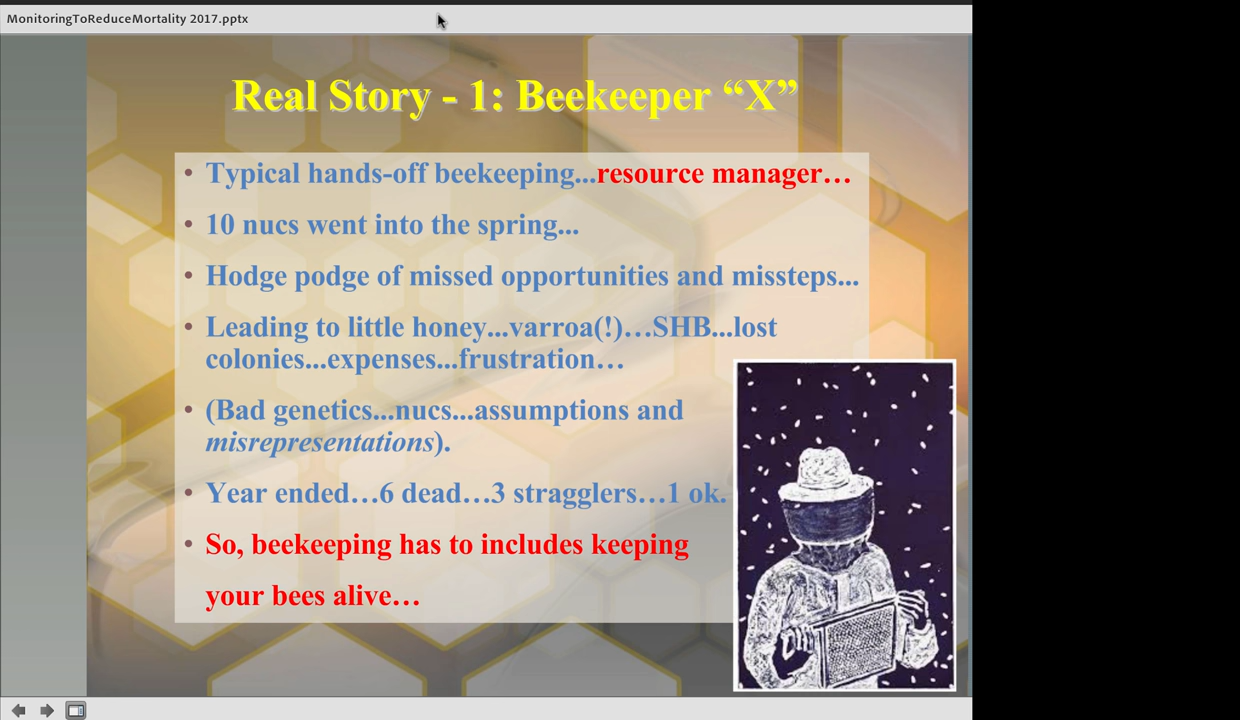 MonitoringToReduceMortality 2017.pptx
Real Story - 1: Beekeeper “X”
• Typical hands-off beekeeping...resource manager…
• 10 nucs went into the spring...
• Hodge podge of missed opportunities and missteps...
• Leading to little honey...varroa(!)…SHB...lost
colonies...expenses...frustration…
• (Bad genetics...nucs...assumptions and
misrepresentations).
• Year ended…6 dead…3 stragglers…1 ok.
• So, beekeeping has to includes keeping
your bees alive…